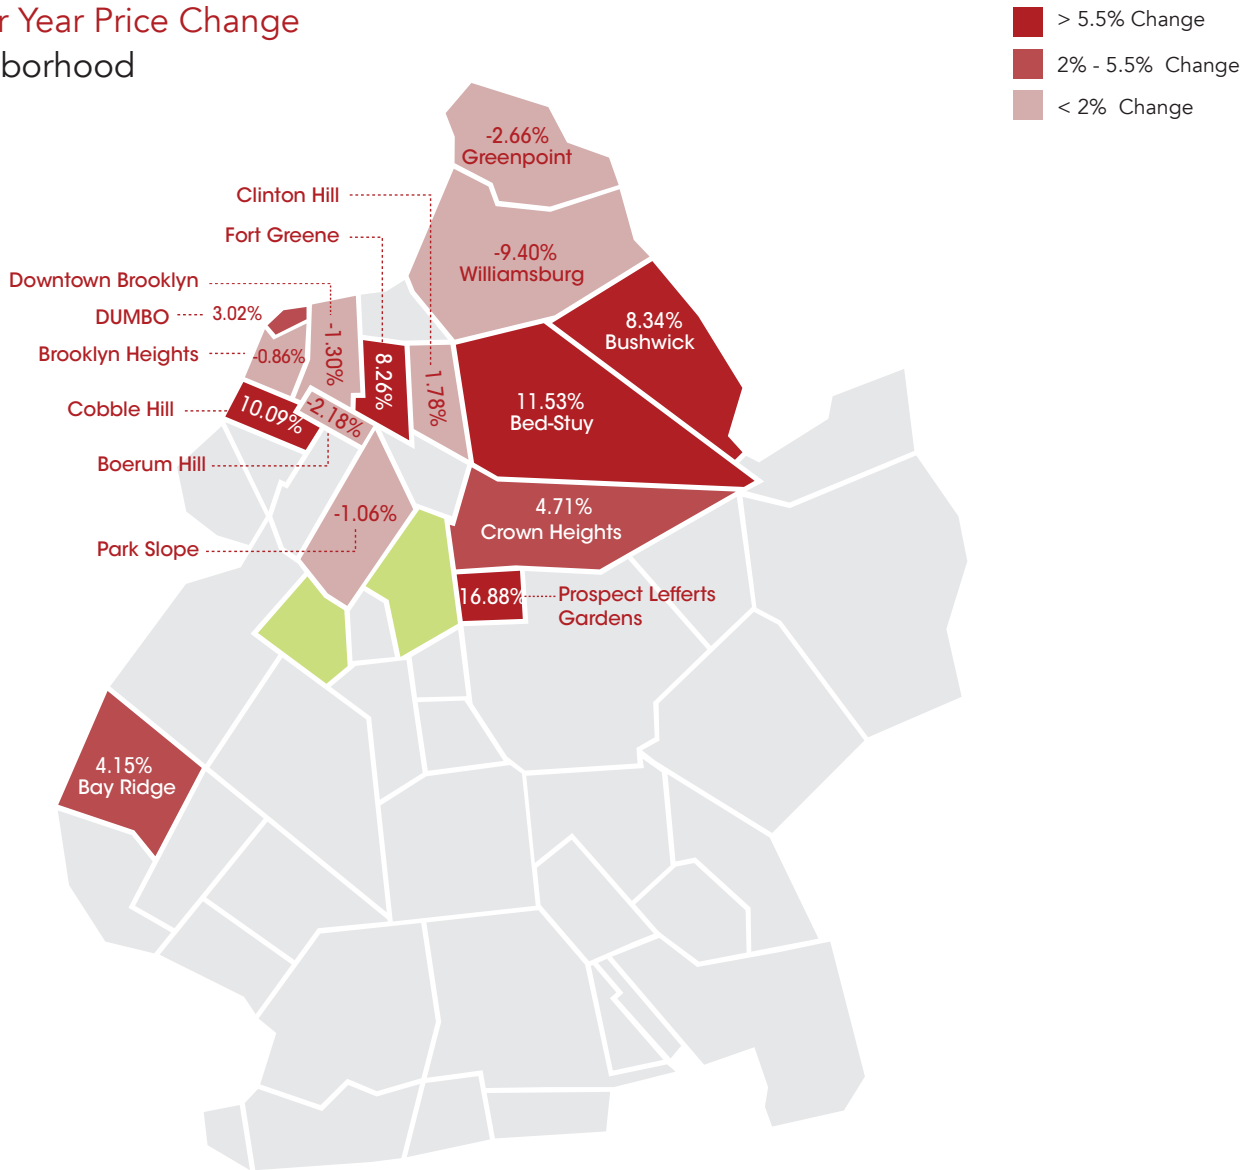 r Year Price Change
borhood
> 5.5% Change
2% - 5.5% Change
< 2% Change
-2.66%
Greenpoint
Clinton Hill
Fort Greene
-9.40%
Williamsburg
Downtown Brooklyn
DUMBO
3.02%
Brooklyn Heights
-0.86%
-1.30%
8.26%
1.78%
8.34%
Bushwick
Cobble Hill
10.09%
-2.18%
11.53%
Bed-Stuy
Boerum Hill
-1.06%
4.71%
Crown Heights
Park Slope
16.88%
Prospect Lefferts
Gardens
4.15%
Bay Ridge